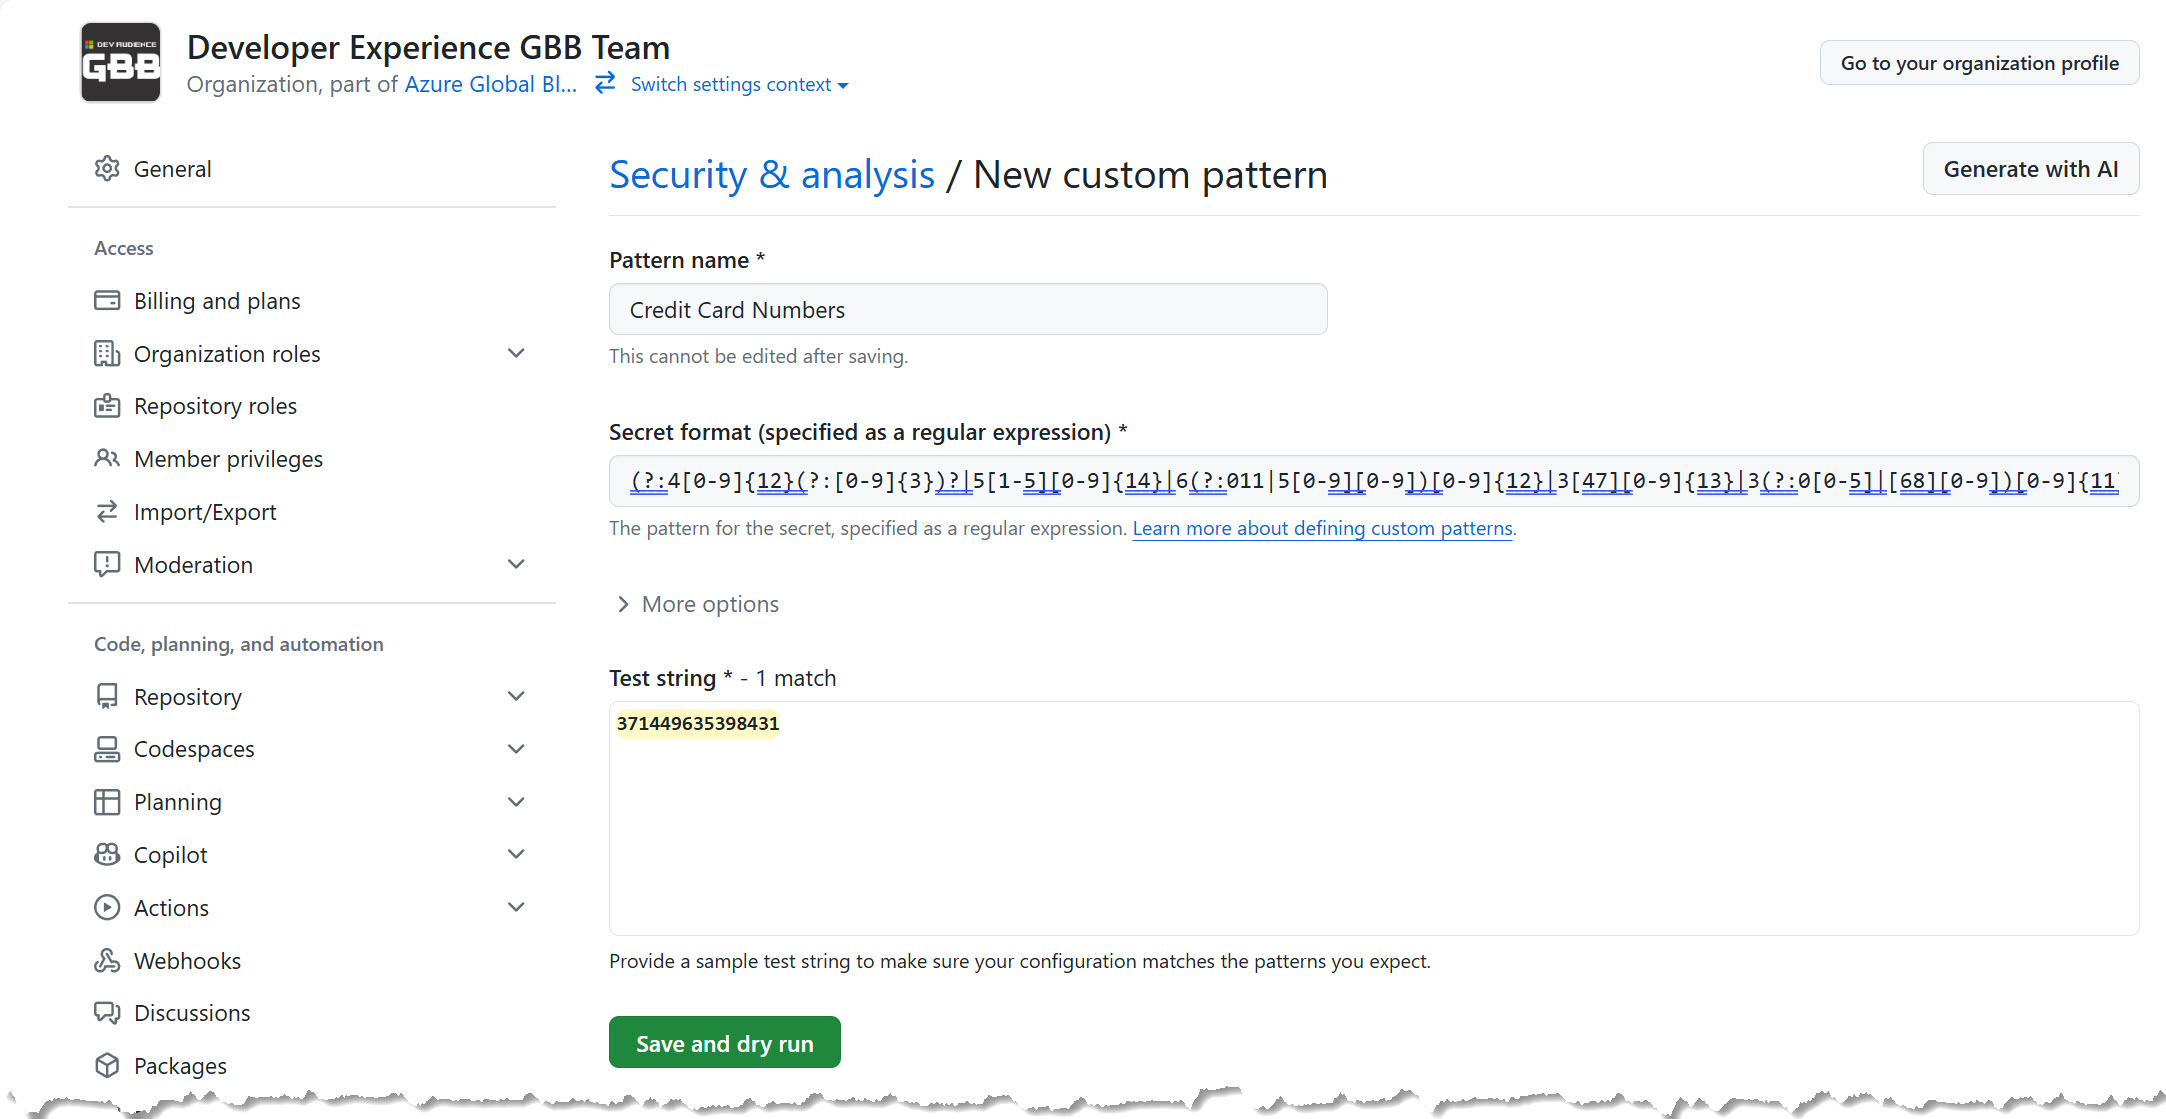 DEV AUDIENCE
GBB
Developer Experience GBB Team
Organization, part of Azure Global Bl... Switch settings context
Go to your organization profile
General
Access
Billing and plans
Organization roles
Repository roles
Member privileges
Import/Export
Moderation
Code, planning, and automation
Repository
Codespaces
Planning
Copilot
Actions
Webhooks
Discussions
Packages
Security & analysis / New custom pattern
Generate with AI
Pattern name *
Credit Card Numbers
This cannot be edited after saving.
Secret format (specified as a regular expression) *
(?:4[0-9]{12}(?:[0-9]{3})?|5[1-5][0-9]{14}|6(?:011|5[0-9][0-9])[0-9]{12}|3[47][0-9]{13}|3(?:0[0-5]|[68][0-9])[0-9]{11
The pattern for the secret, specified as a regular expression. Learn more about defining custom patterns.
More options
Test string * - 1 match
371449635398431
Provide a sample test string to make sure your configuration matches the patterns you expect.
Save and dry run